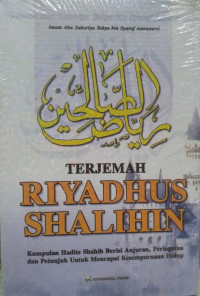 Imam Abu Zakariya Yahya bin Syaraf Annawawi
رياض الصالحين
TERJEMAH
RIYADHUS
SHALIHIN
Kumpulan Hadits Shahih Berisi Anjuran, Peringatan
dan Petunjuk Untuk Mencapai Kesempurnaan Hidup